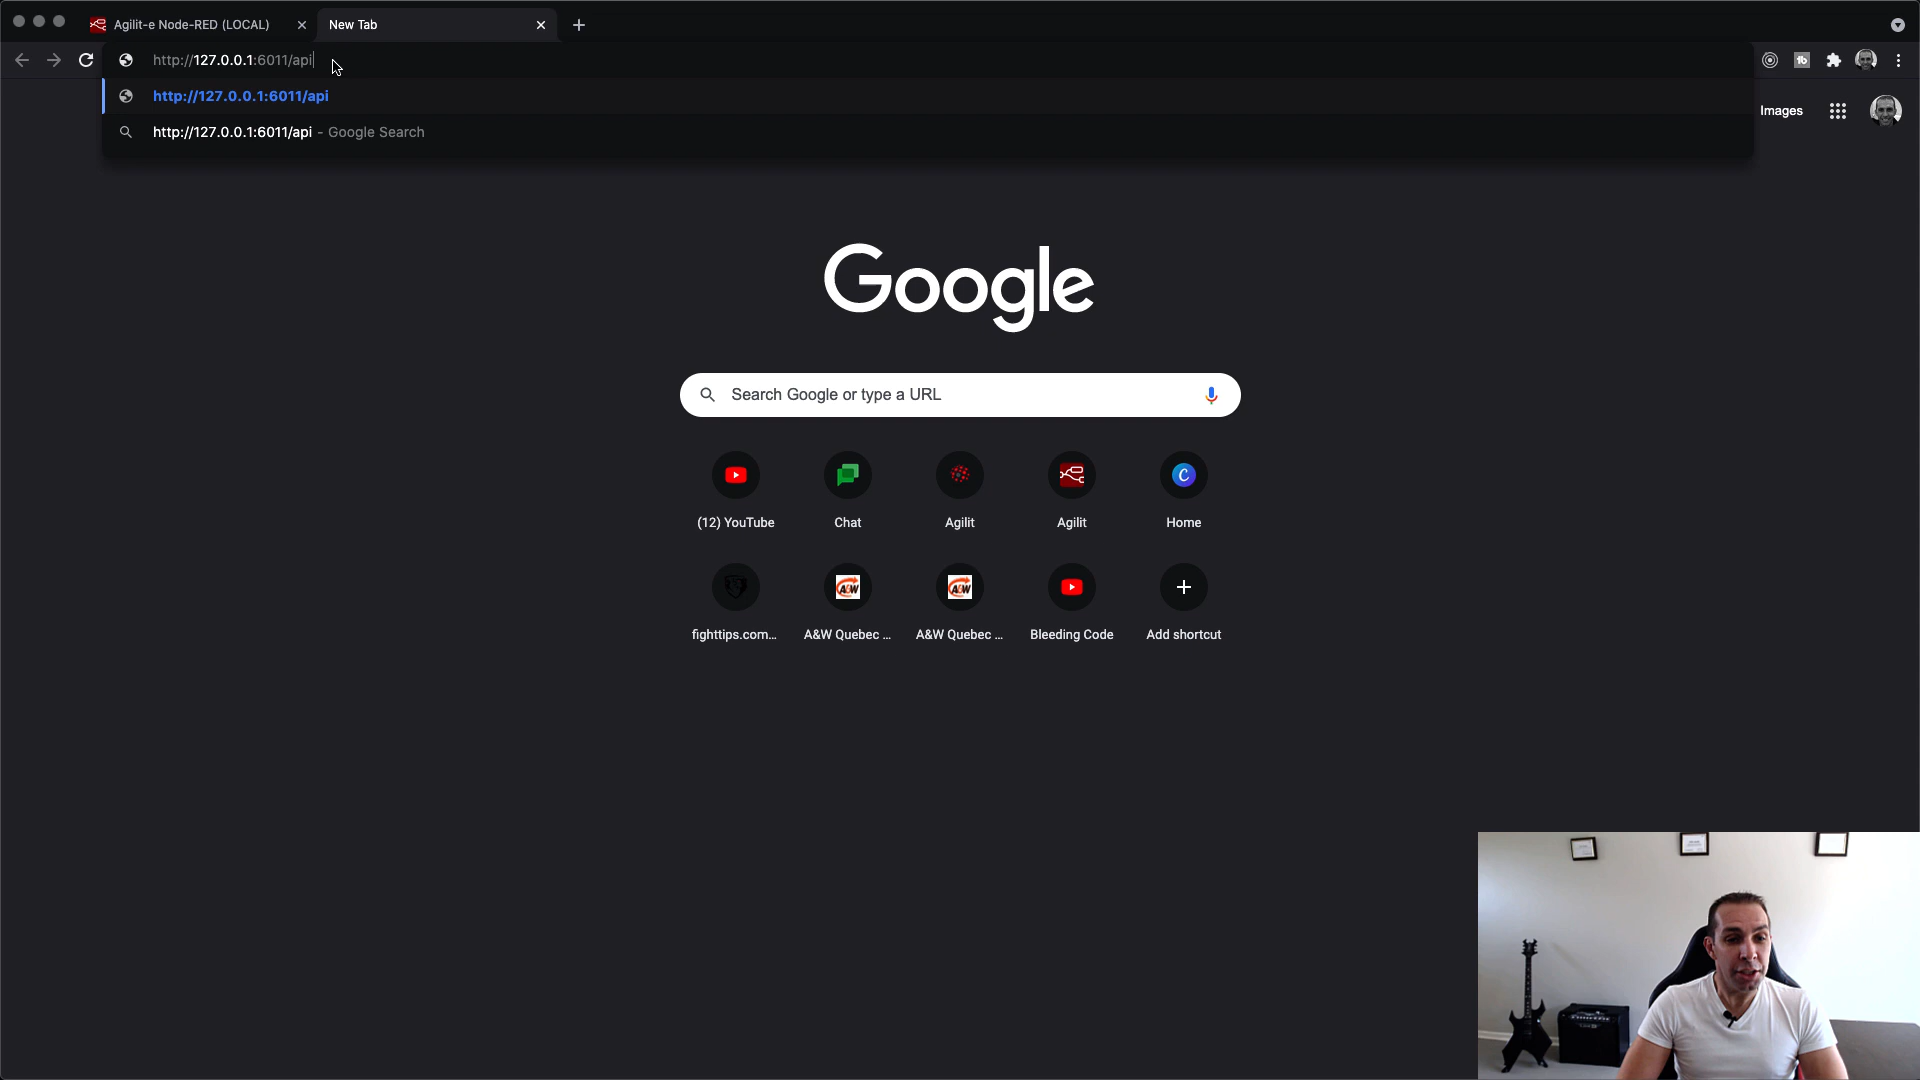 Agilit-e Node-RED (LOCAL)
New Tab
http://127.0.0.1:6011/api
http://127.0.0.1:6011/api
http://127.0.0.1:6011/api - Google Search
Images
Google
Search Google or type a URL
(12) YouTube
Chat
Agilit
Agilit
Home
fighttips.com...
A&W Quebec ...
A&W Quebec ...
Bleeding Code
Add shortcut